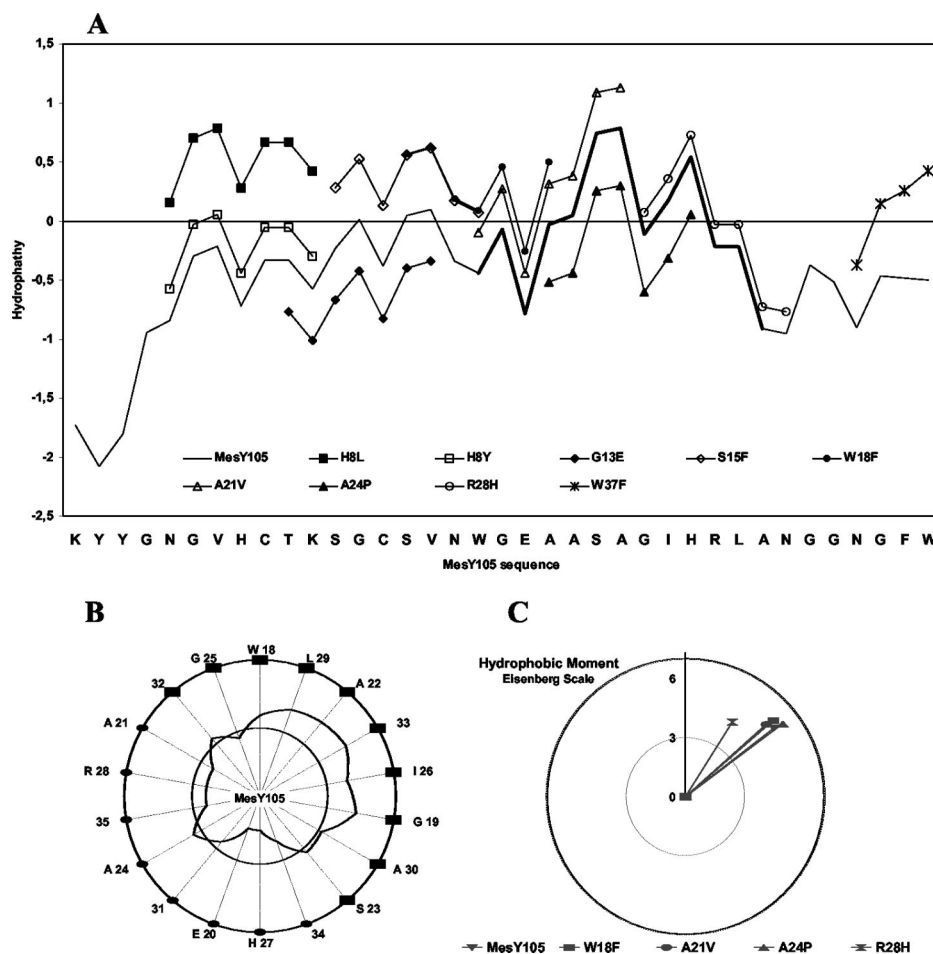 A
1,5
1
0,5
0
-0,5
-1
-1,5
-2
-2,5
Hydrophathy
MesY105 H8L H8Y G13E S15F W18F
A21V A24P R28H W37F
K Y Y G N G V H C T K S G C S V N W G E A A S A G I H R L A N G G N G F W
MesY105 sequence
B
W 18
G 25
L 29
32
A 22
A 21
33
R 28
I 26
MesY105
35
G 19
A 24
A 30
31
S 23
E 20
H 27
34
C
Hydrophobic Moment
Eisenberg Scale
6
3
0
MesY105 W18F A21V A24P R28H